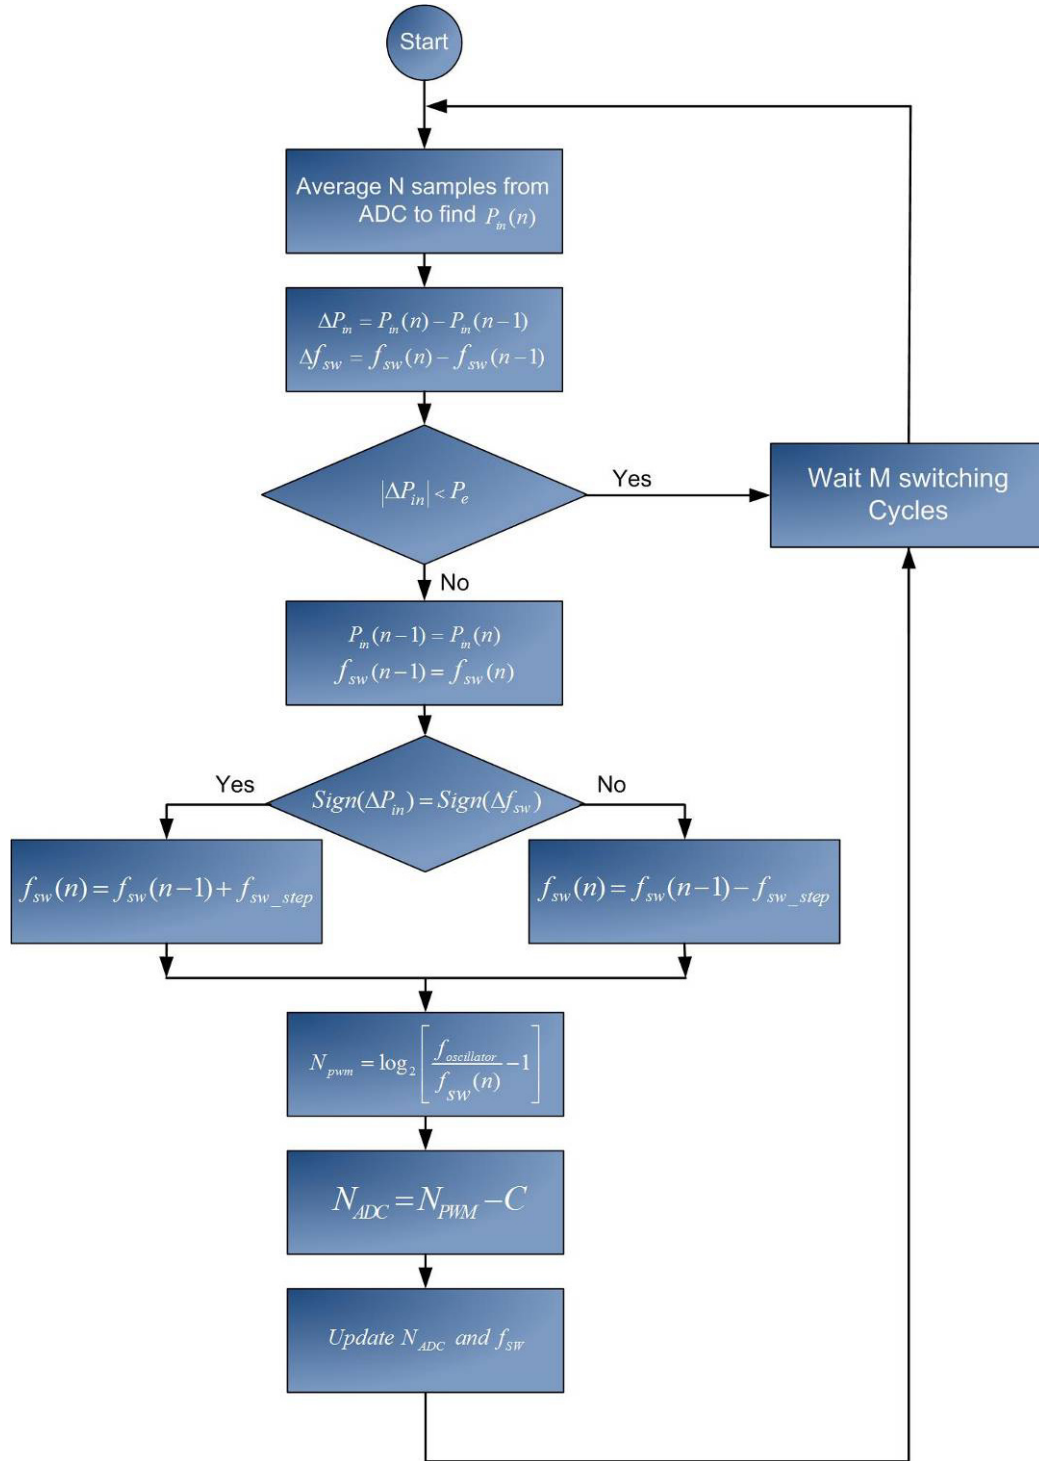 Start
Average N samples from
ADC to find P_in(n)
ΔP_in = P_in(n) − P_in(n−1)
Δf_sw = f_sw(n) − f_sw(n−1)
|ΔP_in| < P_e
Yes
Wait M switching
Cycles
No
P_in(n−1) = P_in(n)
f_sw(n−1) = f_sw(n)
Yes
Sign(ΔP_in) = Sign(Δf_sw)
No
f_sw(n) = f_sw(n−1) + f_sw_step
f_sw(n) = f_sw(n−1) − f_sw_step
N_pwm = log_2[f_oscillator / f_SW(n) − 1]
N_ADC = N_PWM − C
Update N_ADC and f_SW